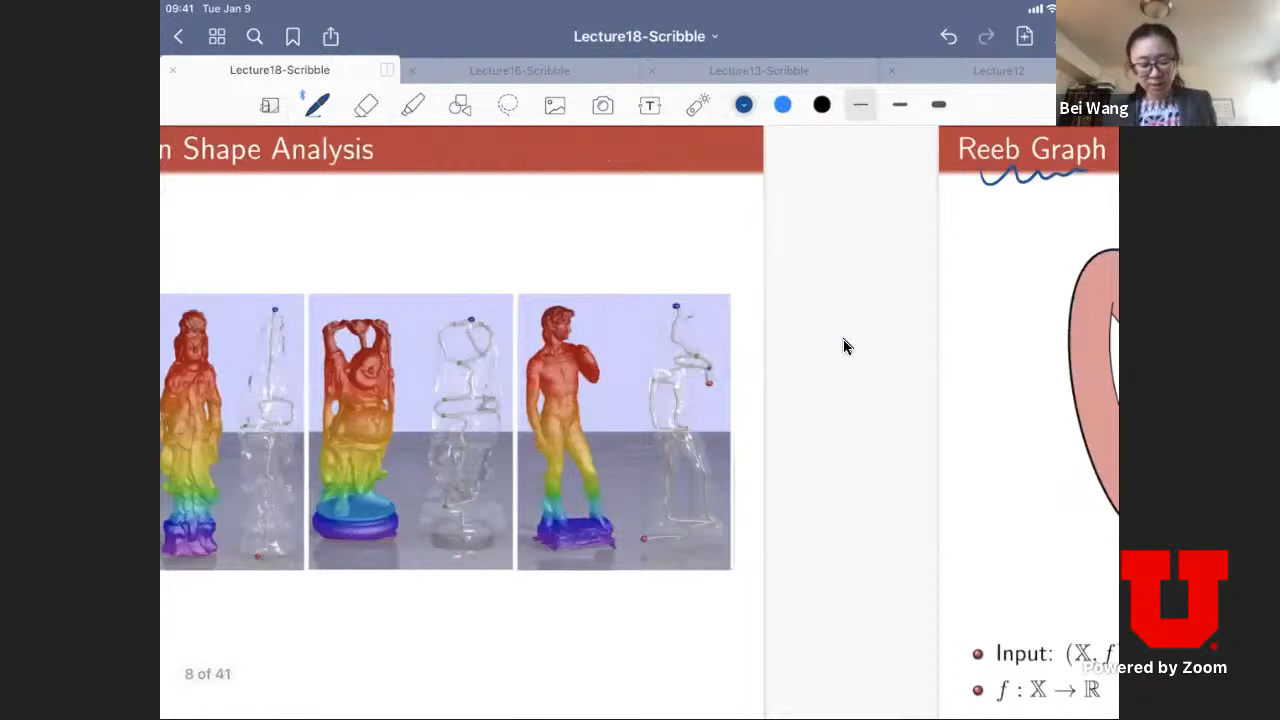 09:41 Tue Jan 9
Lecture18-Scribble
Lecture18-Scribble
Lecture16-Scribble
Lecture13-Scribble
Lecture12
T
Bei Wang
n Shape Analysis
Reeb Graph
8 of 41
Input: (𝕏, f
f : 𝕏 → ℝ
U
Powered by Zoom